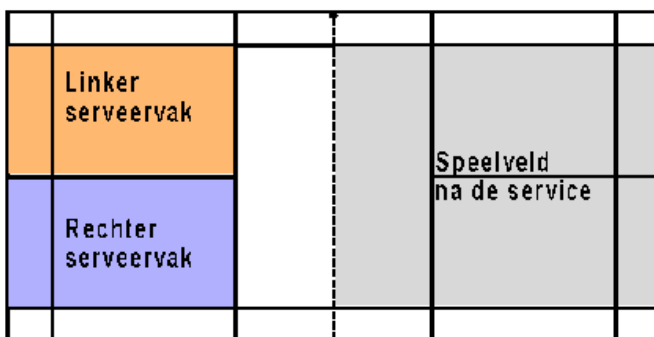 Linker
serveervak
Speelveld
na de service
Rechter
serveervak